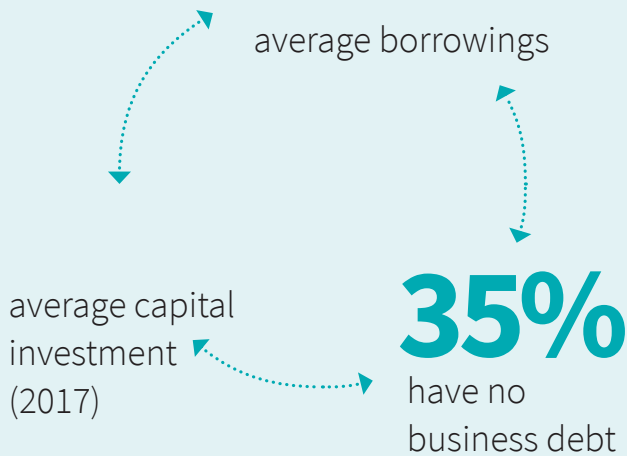 average borrowings
average capital
investment
(2017)
35%
have no
business debt